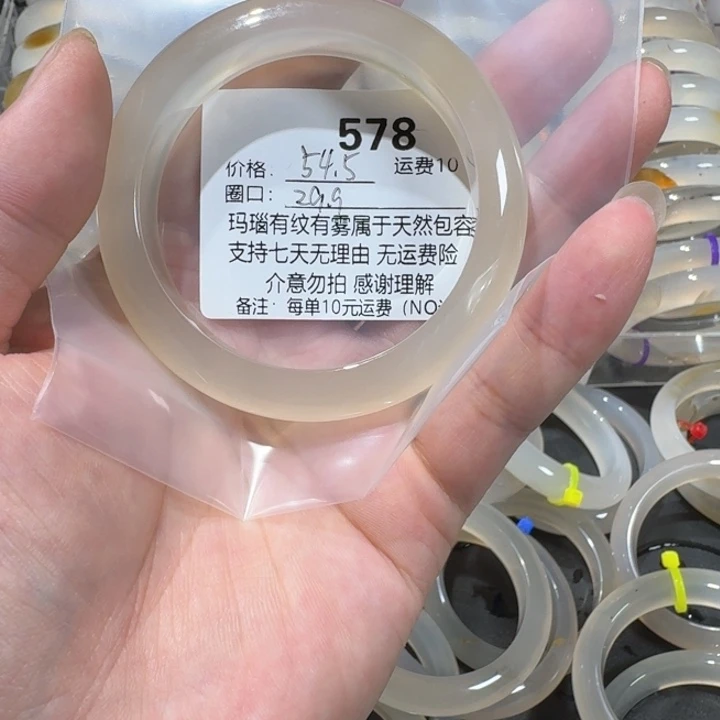 578
价格. 54.5 运费10
圈口: 29.9
玛瑙有纹有雾属于天然包容
支持七天无理由 无运费险
介意勿拍 感谢理解
备注: 每单10元运费 (NO